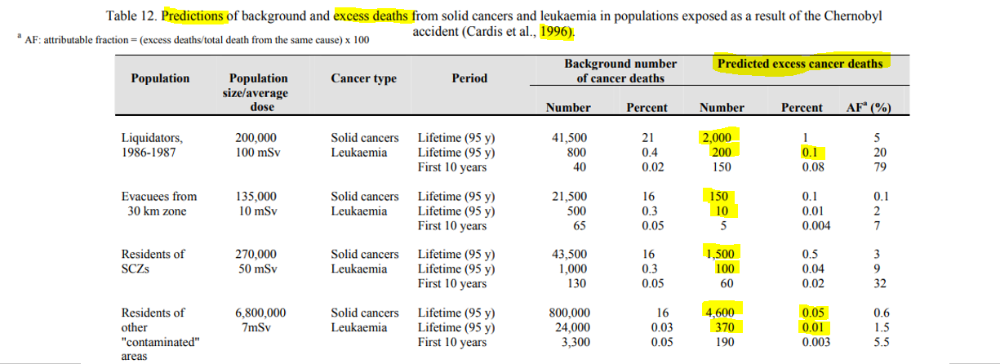 Table 12. Predictions of background and excess deaths from solid cancers and leukaemia in populations exposed as a result of the Chernobyl
accident (Cardis et al., 1996).
a AF: attributable fraction = (excess deaths/total death from the same cause) x 100
Background number Predicted excess cancer deaths
Population Population Cancer type Period of cancer deaths
size/average
dose
Number Percent Number Percent AFa (%)
Liquidators, 200,000 Solid cancers Lifetime (95 y) 41,500 21 2,000 1 5
1986-1987 100 mSv Leukaemia Lifetime (95 y) 800 0.4 200 0.1 20
First 10 years 40 0.02 150 0.08 79
Evacuees from 135,000 Solid cancers Lifetime (95 y) 21,500 16 150 0.1 0.1
30 km zone 10 mSv Leukaemia Lifetime (95 y) 500 0.3 10 0.01 2
First 10 years 65 0.05 5 0.004 7
Residents of 270,000 Solid cancers Lifetime (95 y) 43,500 16 1,500 0.5 3
SCZs 50 mSv Leukaemia Lifetime (95 y) 1,000 0.3 100 0.04 9
First 10 years 130 0.05 60 0.02 32
Residents of 6,800,000 Solid cancers Lifetime (95 y) 800,000 16 4,600 0.05 0.6
other 7mSv Leukaemia Lifetime (95 y) 24,000 0.03 370 0.01 1.5
"contaminated" First 10 years 3,300 0.05 190 0.003 5.5
areas